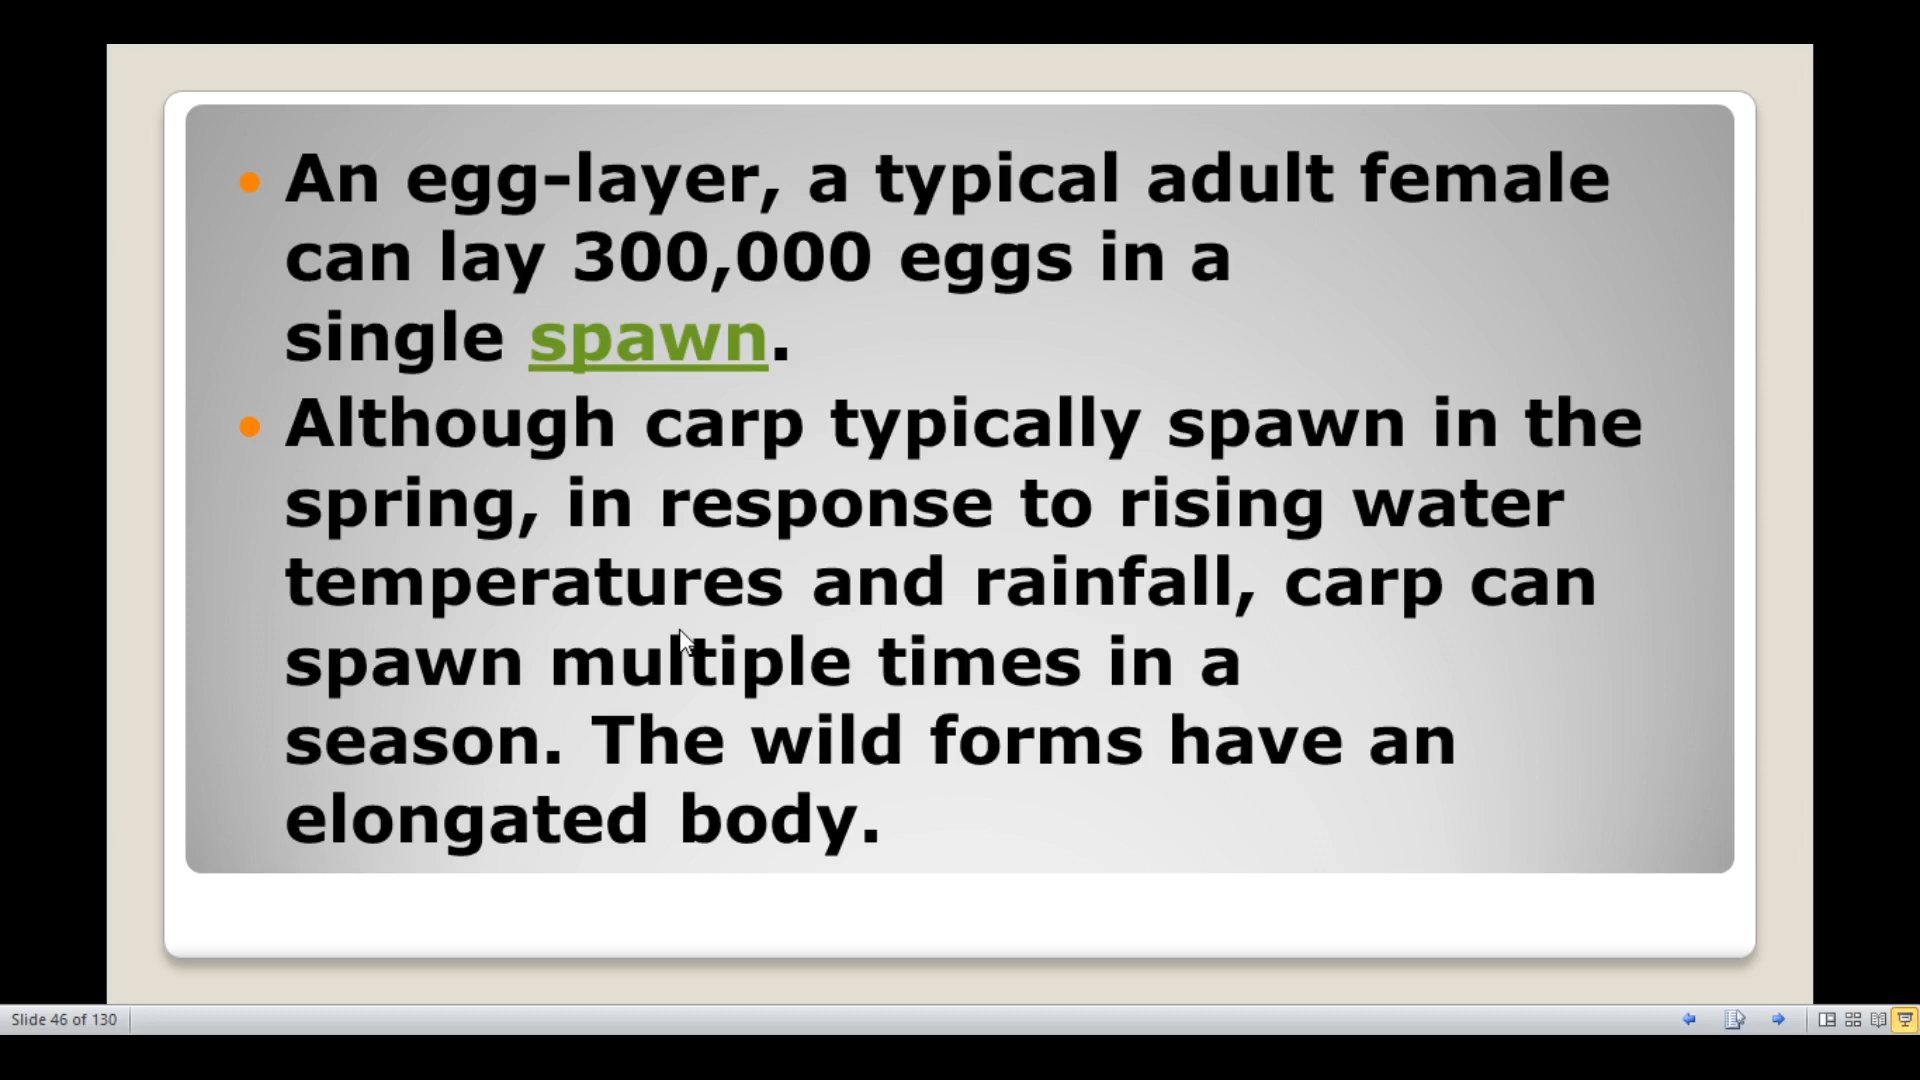 • An egg-layer, a typical adult female
can lay 300,000 eggs in a
single spawn.
• Although carp typically spawn in the
spring, in response to rising water
temperatures and rainfall, carp can
spawn multiple times in a
season. The wild forms have an
elongated body.
Slide 46 of 130